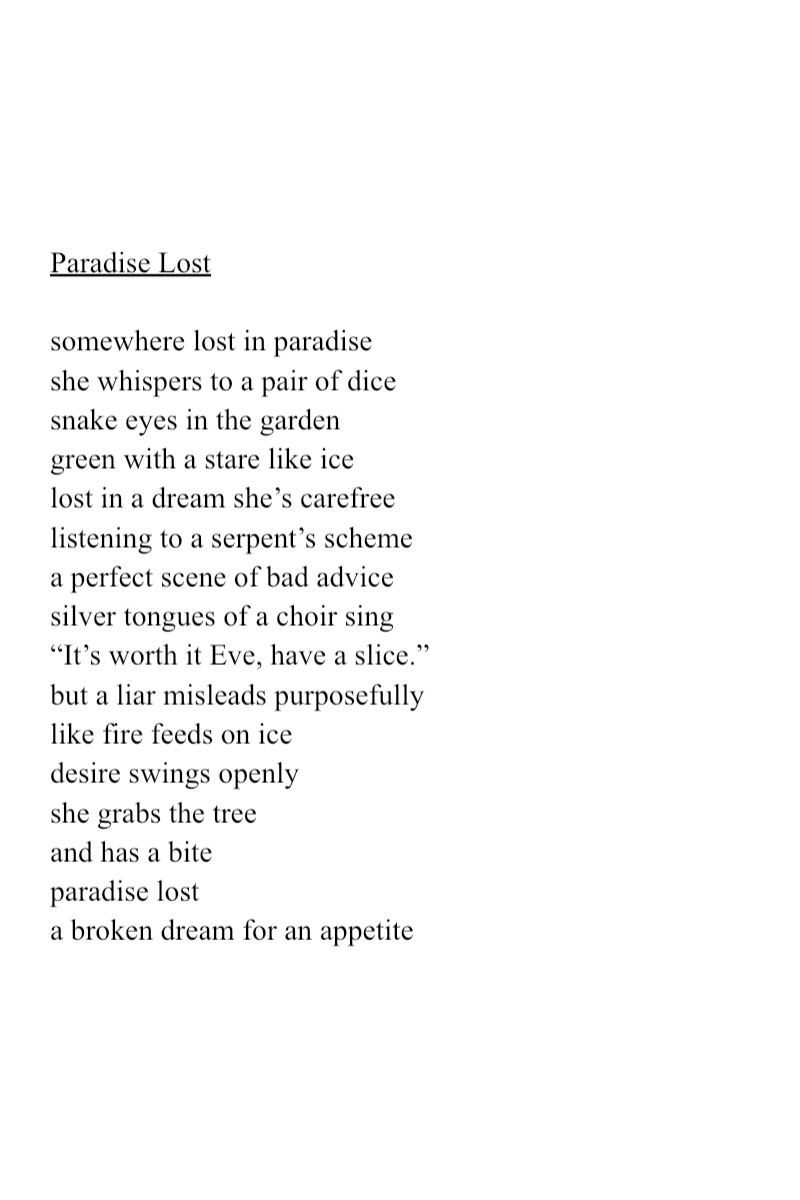 Paradise Lost
somewhere lost in paradise
she whispers to a pair of dice
snake eyes in the garden
green with a stare like ice
lost in a dream she’s carefree
listening to a serpent’s scheme
a perfect scene of bad advice
silver tongues of a choir sing
“It’s worth it Eve, have a slice.”
but a liar misleads purposefully
like fire feeds on ice
desire swings openly
she grabs the tree
and has a bite
paradise lost
a broken dream for an appetite